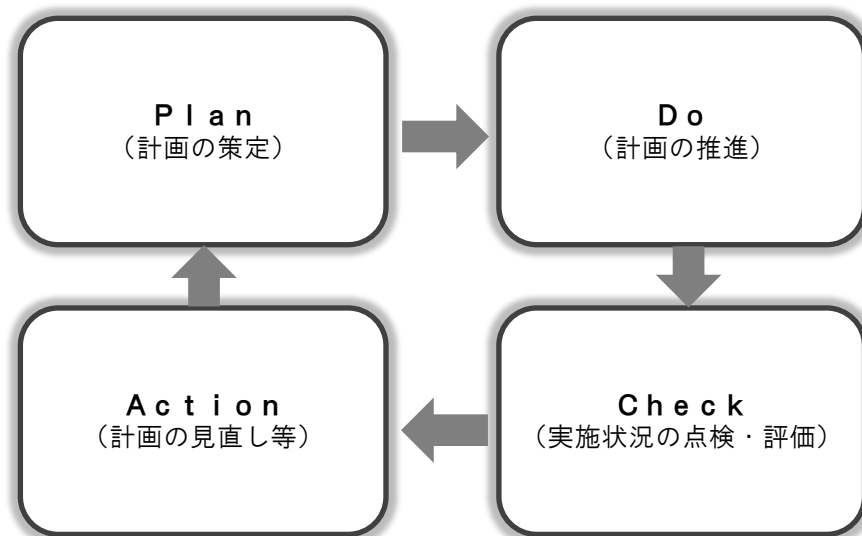 Ｐｌａｎ
（計画の策定）
Ｄｏ
（計画の推進）
Ａｃｔｉｏｎ
（計画の見直し等）
Ｃｈｅｃｋ
（実施状況の点検・評価）